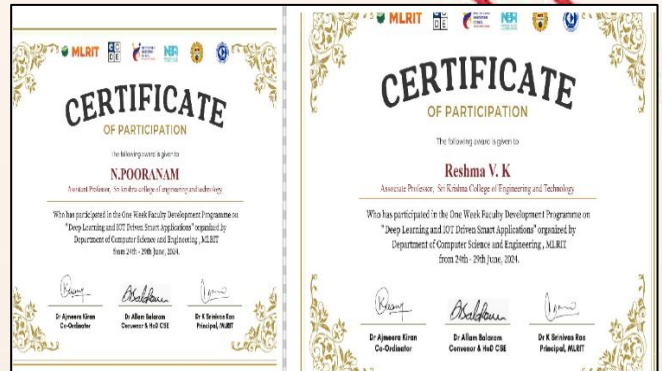 MLRIT
CERTIFICATE
OF PARTICIPATION
The following award is given to
N.POORANAM
Assistant Professor, Sri krishna college of engineering and technology
Who has participated in the One Week Faculty Development Programme on
"Deep Learning and IOT Driven Smart Applications" organized by
Department of Computer Science and Engineering , MLRIT
from 24th - 29th June, 2024.
Dr Ajmeera Kiran
Co-Ordinator
Dr Allam Balaram
Convenor & HoD CSE
Dr K Srinivas Rao
Principal, MLRIT
MLRIT
CERTIFICATE
OF PARTICIPATION
The following award is given to
Reshma V. K
Associate Professor, Sri Krishna College of Engineering and Technology
Who has participated in the One Week Faculty Development Programme on
"Deep Learning and IOT Driven Smart Applications" organized by
Department of Computer Science and Engineering , MLRIT
from 24th - 29th June, 2024.
Dr Ajmeera Kiran
Co-Ordinator
Dr Allam Balaram
Convenor & HoD CSE
Dr K Srinivas Rao
Principal, MLRIT